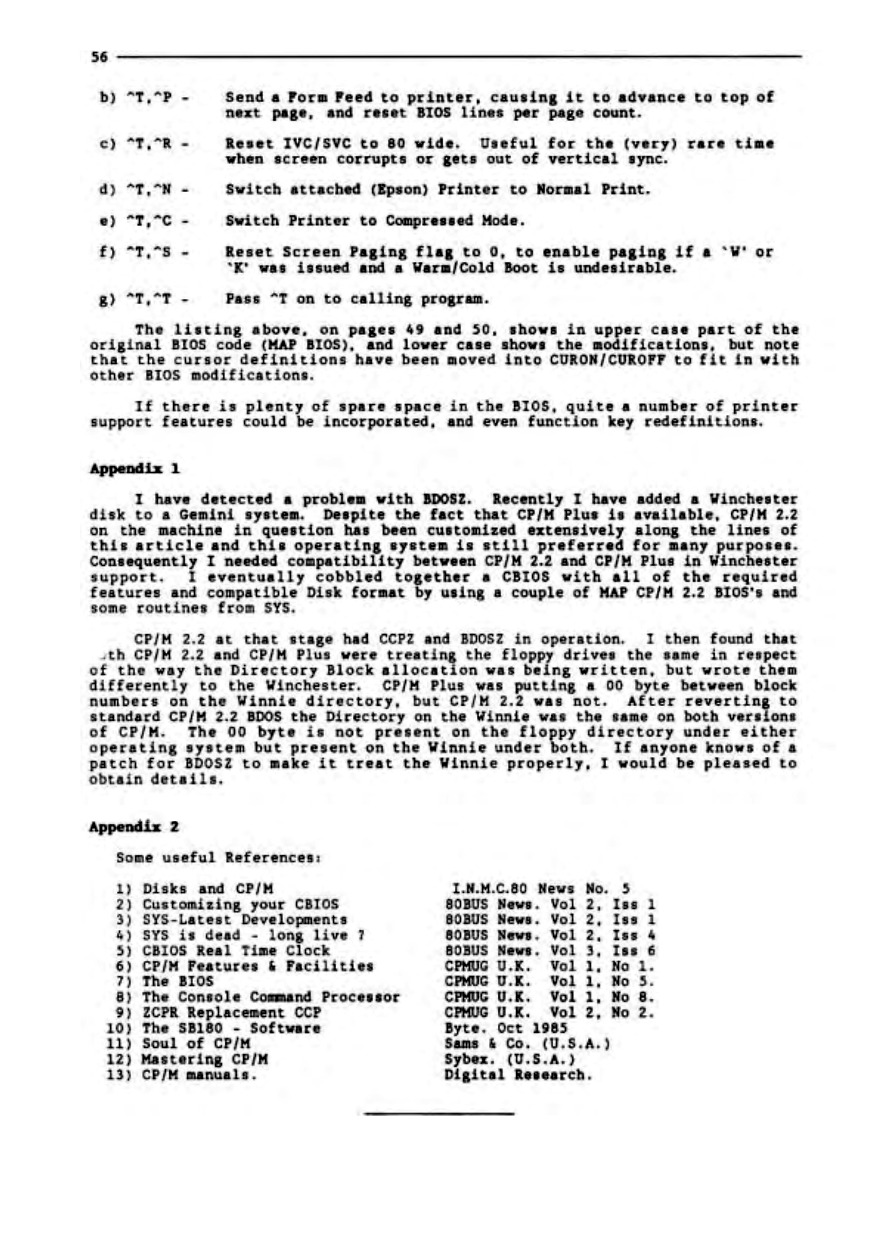 56
b) ^T,^P - Send a Form Feed to printer, causing it to advance to top of
next page, and reset BIOS lines per page count.
c) ^T,^R - Reset IVC/SVC to 80 wide. Useful for the (very) rare time
when screen corrupts or gets out of vertical sync.
d) ^T,^N - Switch attached (Epson) Printer to Normal Print.
e) ^T,^C - Switch Printer to Compressed Mode.
f) ^T,^S - Reset Screen Paging flag to 0, to enable paging if a `W' or
`K' was issued and a Warm/Cold Boot is undesirable.
g) ^T,^T - Pass ^T on to calling program.
The listing above, on pages 49 and 50, shows in upper case part of the
original BIOS code (MAP BIOS), and lower case shows the modifications, but note
that the cursor definitions have been moved into CURON/CUROFF to fit in with
other BIOS modifications.
If there is plenty of spare space in the BIOS, quite a number of printer
support features could be incorporated, and even function key redefinitions.
Appendix 1
I have detected a problem with BDOSZ. Recently I have added a Winchester
disk to a Gemini system. Despite the fact that CP/M Plus is available, CP/M 2.2
on the machine in question has been customized extensively along the lines of
this article and this operating system is still preferred for many purposes.
Consequently I needed compatibility between CP/M 2.2 and CP/M Plus in Winchester
support. I eventually cobbled together a CBIOS with all of the required
features and compatible Disk format by using a couple of MAP CP/M 2.2 BIOS's and
some routines from SYS.
CP/M 2.2 at that stage had CCPZ and BDOSZ in operation. I then found that
th CP/M 2.2 and CP/M Plus were treating the floppy drives the same in respect
of the way the Directory Block allocation was being written, but wrote them
differently to the Winchester. CP/M Plus was putting a 00 byte between block
numbers on the Winnie directory, but CP/M 2.2 was not. After reverting to
standard CP/M 2.2 BDOS the Directory on the Winnie was the same on both versions
of CP/M. The 00 byte is not present on the floppy directory under either
operating system but present on the Winnie under both. If anyone knows of a
patch for BDOSZ to make it treat the Winnie properly, I would be pleased to
obtain details.
Appendix 2
Some useful References:
1) Disks and CP/M I.N.M.C.80 News No. 5
2) Customizing your CBIOS 80BUS News. Vol 2, Iss 1
3) SYS-Latest Developments 80BUS News. Vol 2, Iss 1
4) SYS is dead - long live ? 80BUS News. Vol 2, Iss 4
5) CBIOS Real Time Clock 80BUS News. Vol 3, Iss 6
6) CP/M Features & Facilities CPMUG U.K. Vol 1, No 1.
7) The BIOS CPMUG U.K. Vol 1, No 5.
8) The Console Command Processor CPMUG U.K. Vol 1, No 8.
9) ZCPR Replacement CCP CPMUG U.K. Vol 2, No 2.
10) The SB180 - Software Byte. Oct 1985
11) Soul of CP/M Sams & Co. (U.S.A.)
12) Mastering CP/M Sybex. (U.S.A.)
13) CP/M manuals. Digital Research.